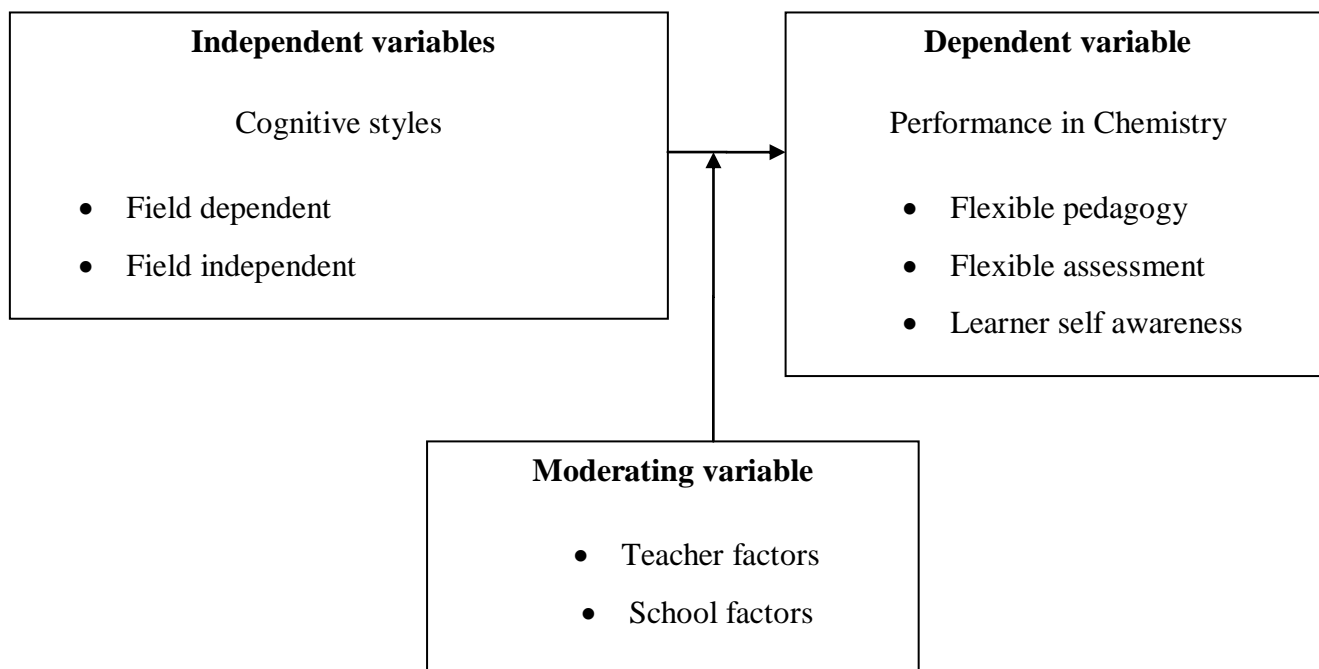 Independent variables
Cognitive styles
• Field dependent
• Field independent
Dependent variable
Performance in Chemistry
• Flexible pedagogy
• Flexible assessment
• Learner self awareness
Moderating variable
• Teacher factors
• School factors